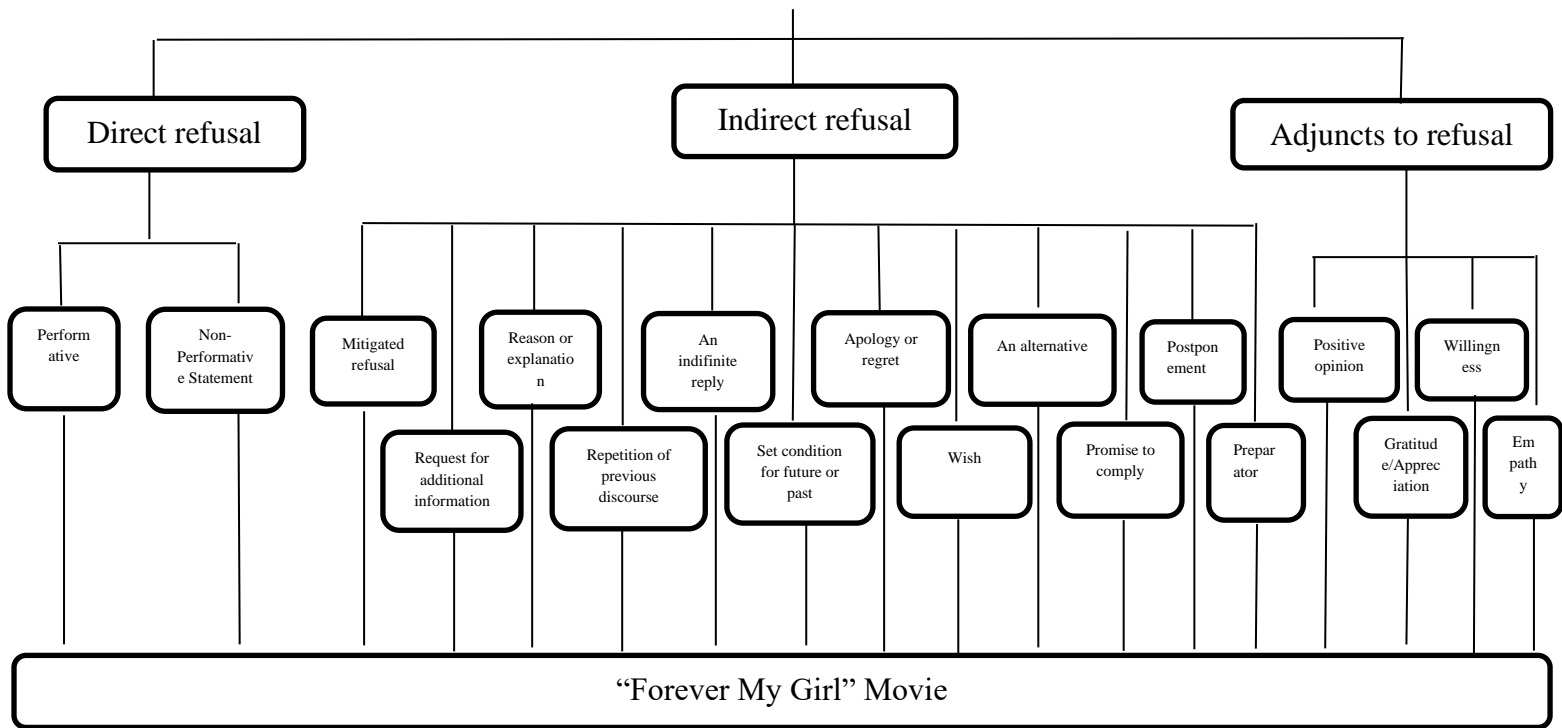 Direct refusal
Indirect refusal
Adjuncts to refusal
Perform
ative
Non-
Performativ
e Statement
Mitigated
refusal
Reason or
explanatio
n
An
indifinite
reply
Apology or
regret
An alternative
Postpon
ement
Positive
opinion
Willingn
ess
Request for
additional
information
Repetition of
previous
discourse
Set condition
for future or
past
Wish
Promise to
comply
Prepar
ator
Gratitud
e/Apprec
iation
Em
path
y
“Forever My Girl” Movie